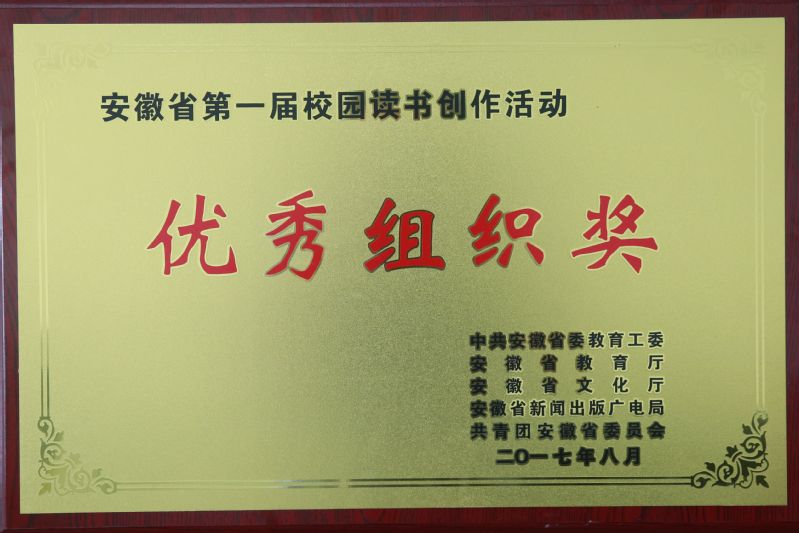 安徽省第一届校园读书创作活动
优秀组织奖
中共安徽省委教育工委
安徽省教育厅
安徽省文化厅
安徽省新闻出版广电局
共青团安徽省委员会
二〇一七年八月